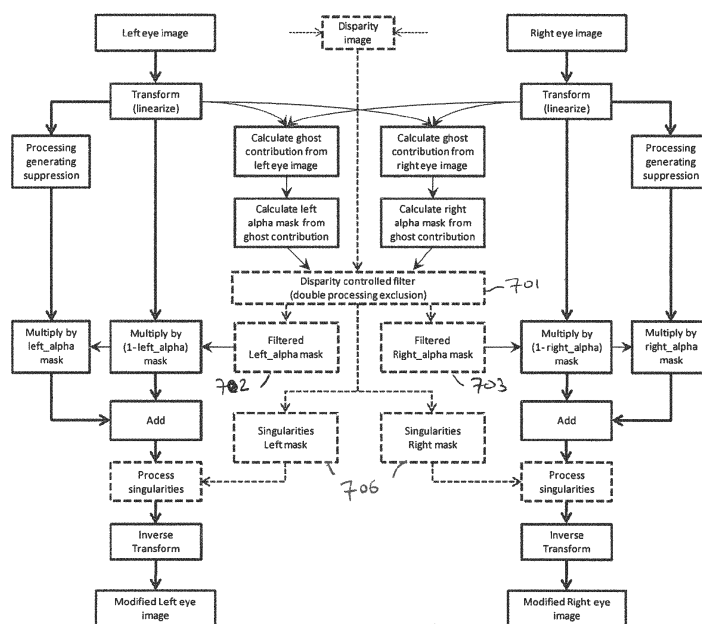 Left eye image
Disparity
image
Right eye image
Transform
(linearize)
Transform
(linearize)
Processing
generating
suppression
Calculate ghost
contribution from
left eye image
Calculate ghost
contribution from
right eye image
Processing
generating
suppression
Calculate left
alpha mask from
ghost contribution
Calculate right
alpha mask from
ghost contribution
Disparity controlled filter
(double processing exclusion)
701
Multiply by
left_alpha
mask
Multiply by
(1-left_alpha)
mask
Filtered
Left_alpha mask
Filtered
Right_alpha mask
Multiply by
(1-right_alpha)
mask
Multiply by
right_alpha
mask
702
703
Add
Singularities
Left mask
Singularities
Right mask
Add
706
Process
singularities
Process
singularities
Inverse
Transform
Inverse
Transform
Modified Left eye
image
Modified Right eye
image